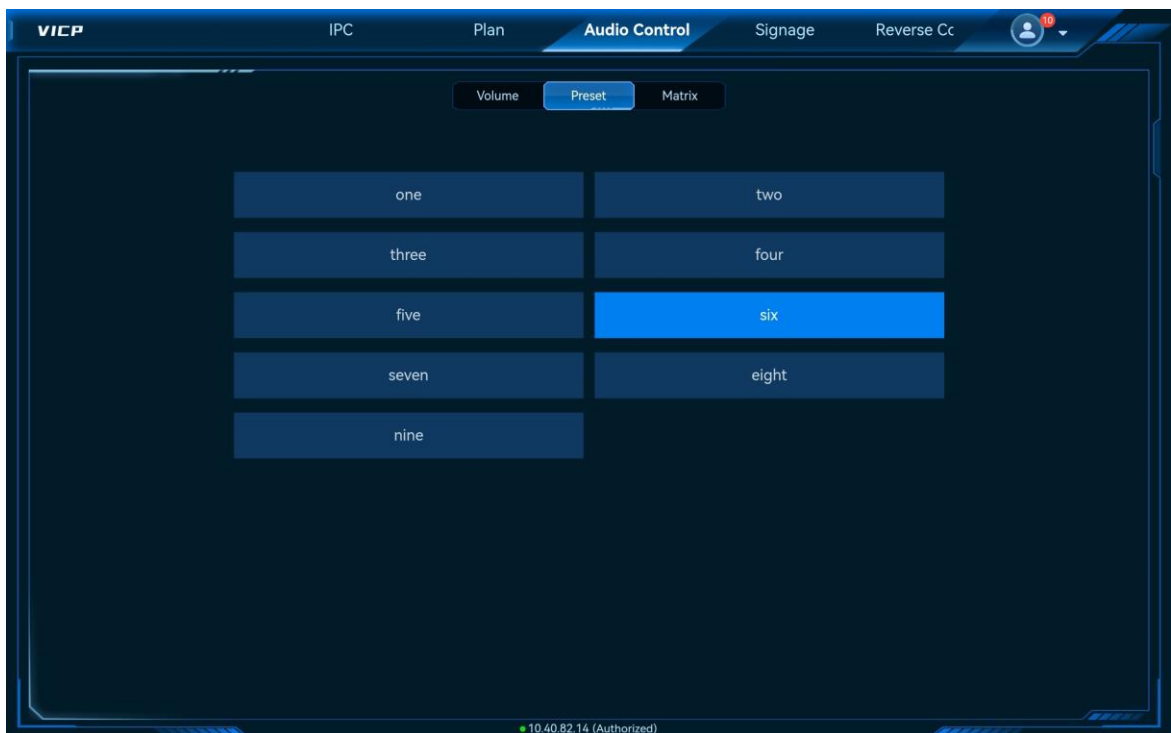 VICP IPC Plan Audio Control Signage Reverse Cc 10
Volume Preset Matrix
one two
three four
five six
seven eight
nine
10.40.82.14 (Authorized)